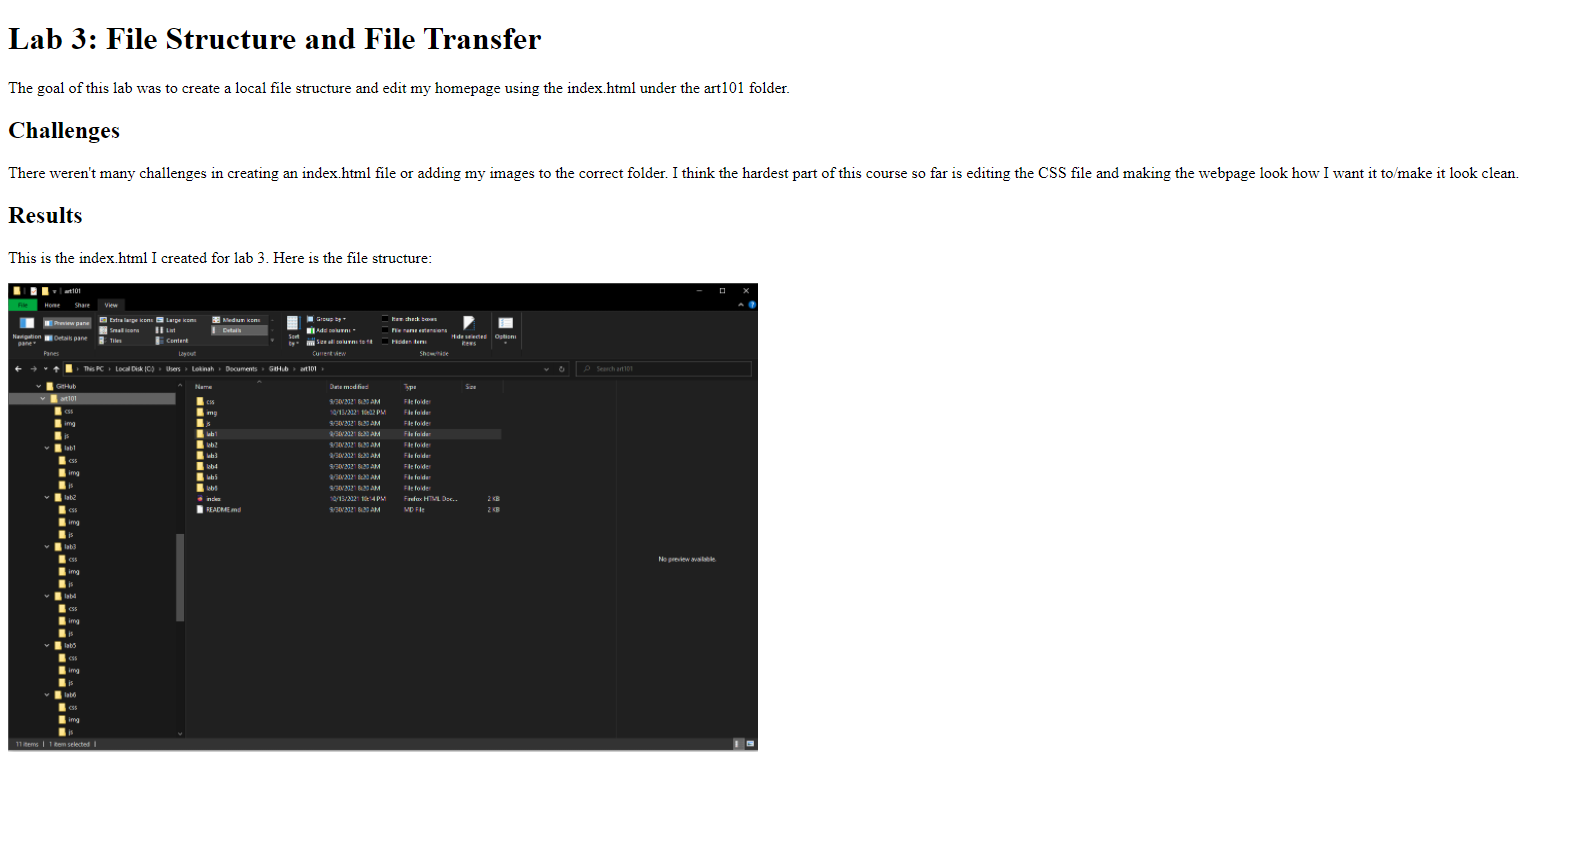 Lab 3: File Structure and File Transfer
The goal of this lab was to create a local file structure and edit my homepage using the index.html under the art101 folder.
Challenges
There weren't many challenges in creating an index.html file or adding my images to the correct folder. I think the hardest part of this course so far is editing the CSS file and making the webpage look how I want it to/make it look clean.
Results
This is the index.html I created for lab 3. Here is the file structure:
art101
File Home Share View
Navigation pane
Preview pane
Details pane
Panes
Extra large icons Large icons Medium icons
Small icons List Details
Tiles Content
Layout
Sort by
Group by
Add columns
Size all columns to fit
Current view
Item check boxes
File name extensions
Hidden items
Hide selected items
Show/hide
Options
This PC Local Disk (C:) Users Lokinah Documents GitHub art101
Search art101
GitHub
art101
css
img
js
lab1
css
img
js
lab2
css
img
js
lab3
css
img
js
lab4
css
img
js
lab5
css
img
js
lab6
css
img
js
Name Date modified Type Size
css 9/30/2021 8:20 AM File folder
img 10/13/2021 10:02 PM File folder
js 9/30/2021 8:20 AM File folder
lab1 9/30/2021 8:20 AM File folder
lab2 9/30/2021 8:20 AM File folder
lab3 9/30/2021 8:20 AM File folder
lab4 9/30/2021 8:20 AM File folder
lab5 9/30/2021 8:20 AM File folder
lab6 9/30/2021 8:20 AM File folder
index 10/13/2021 10:14 PM Firefox HTML Doc... 2 KB
README.md 9/30/2021 8:20 AM MD File 2 KB
No preview available.
11 items 1 item selected